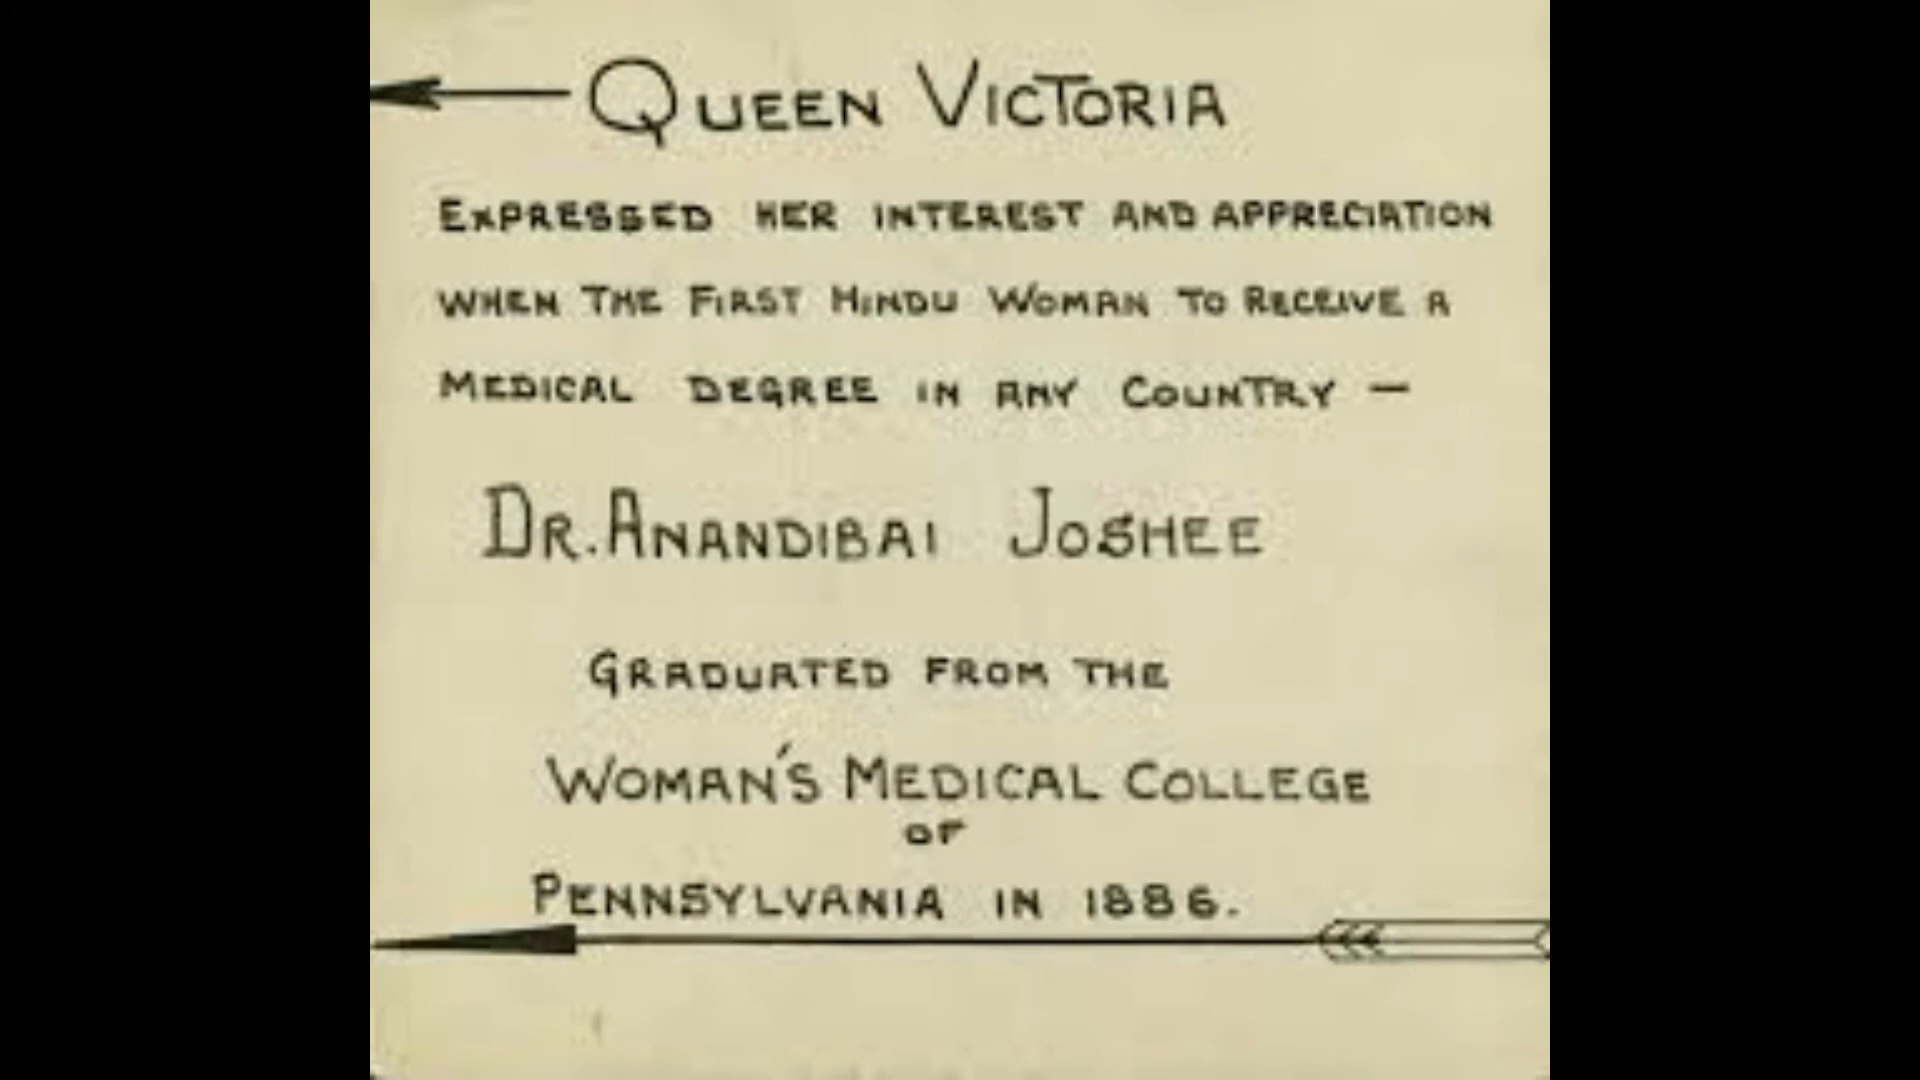 QUEEN VICTORIA
EXPRESSED HER INTEREST AND APPRECIATION
WHEN THE FIRST HINDU WOMAN TO RECEIVE A
MEDICAL DEGREE IN ANY COUNTRY —
DR. ANANDIBAI JOSHEE
GRADUATED FROM THE
WOMAN'S MEDICAL COLLEGE
OF
PENNSYLVANIA IN 1886.